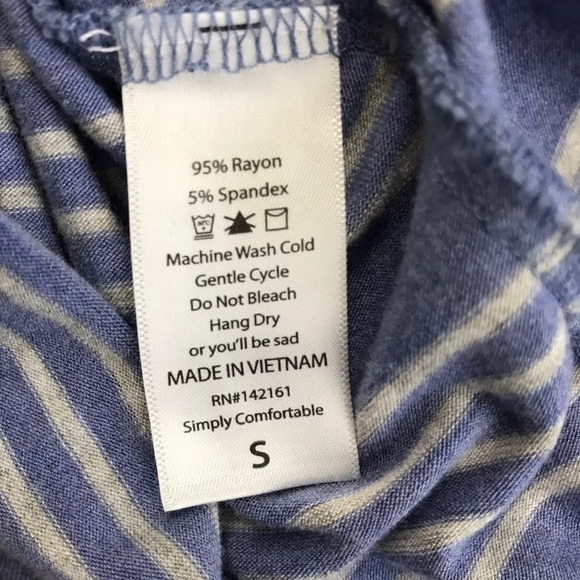 95% Rayon
5% Spandex
Machine Wash Cold
Gentle Cycle
Do Not Bleach
Hang Dry
or you'll be sad
MADE IN VIETNAM
RN#142161
Simply Comfortable
S